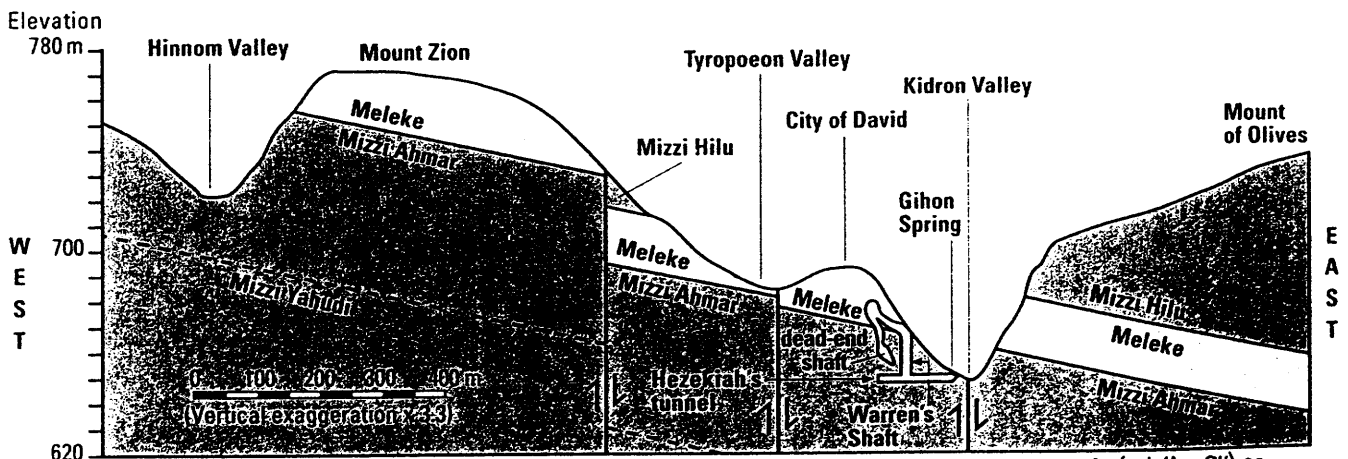 Elevation
780 m
Hinnom Valley
Mount Zion
Tyropoeon Valley
Kidron Valley
City of David
Mount
of Olives
Meleke
Mizzi Ahmar
Mizzi Hilu
Gihon
Spring
WEST
700
EAST
Meleke
Mizzi Yahudi
Mizzi Ahmar
Meleke
Mizzi Hilu
Meleke
dead-end
shaft
0 100 200 300
m
(Vertical exaggeration x 3.3)
Hezekiah's
tunnel
Mizzi Ahmar
Warren's
Shaft
620